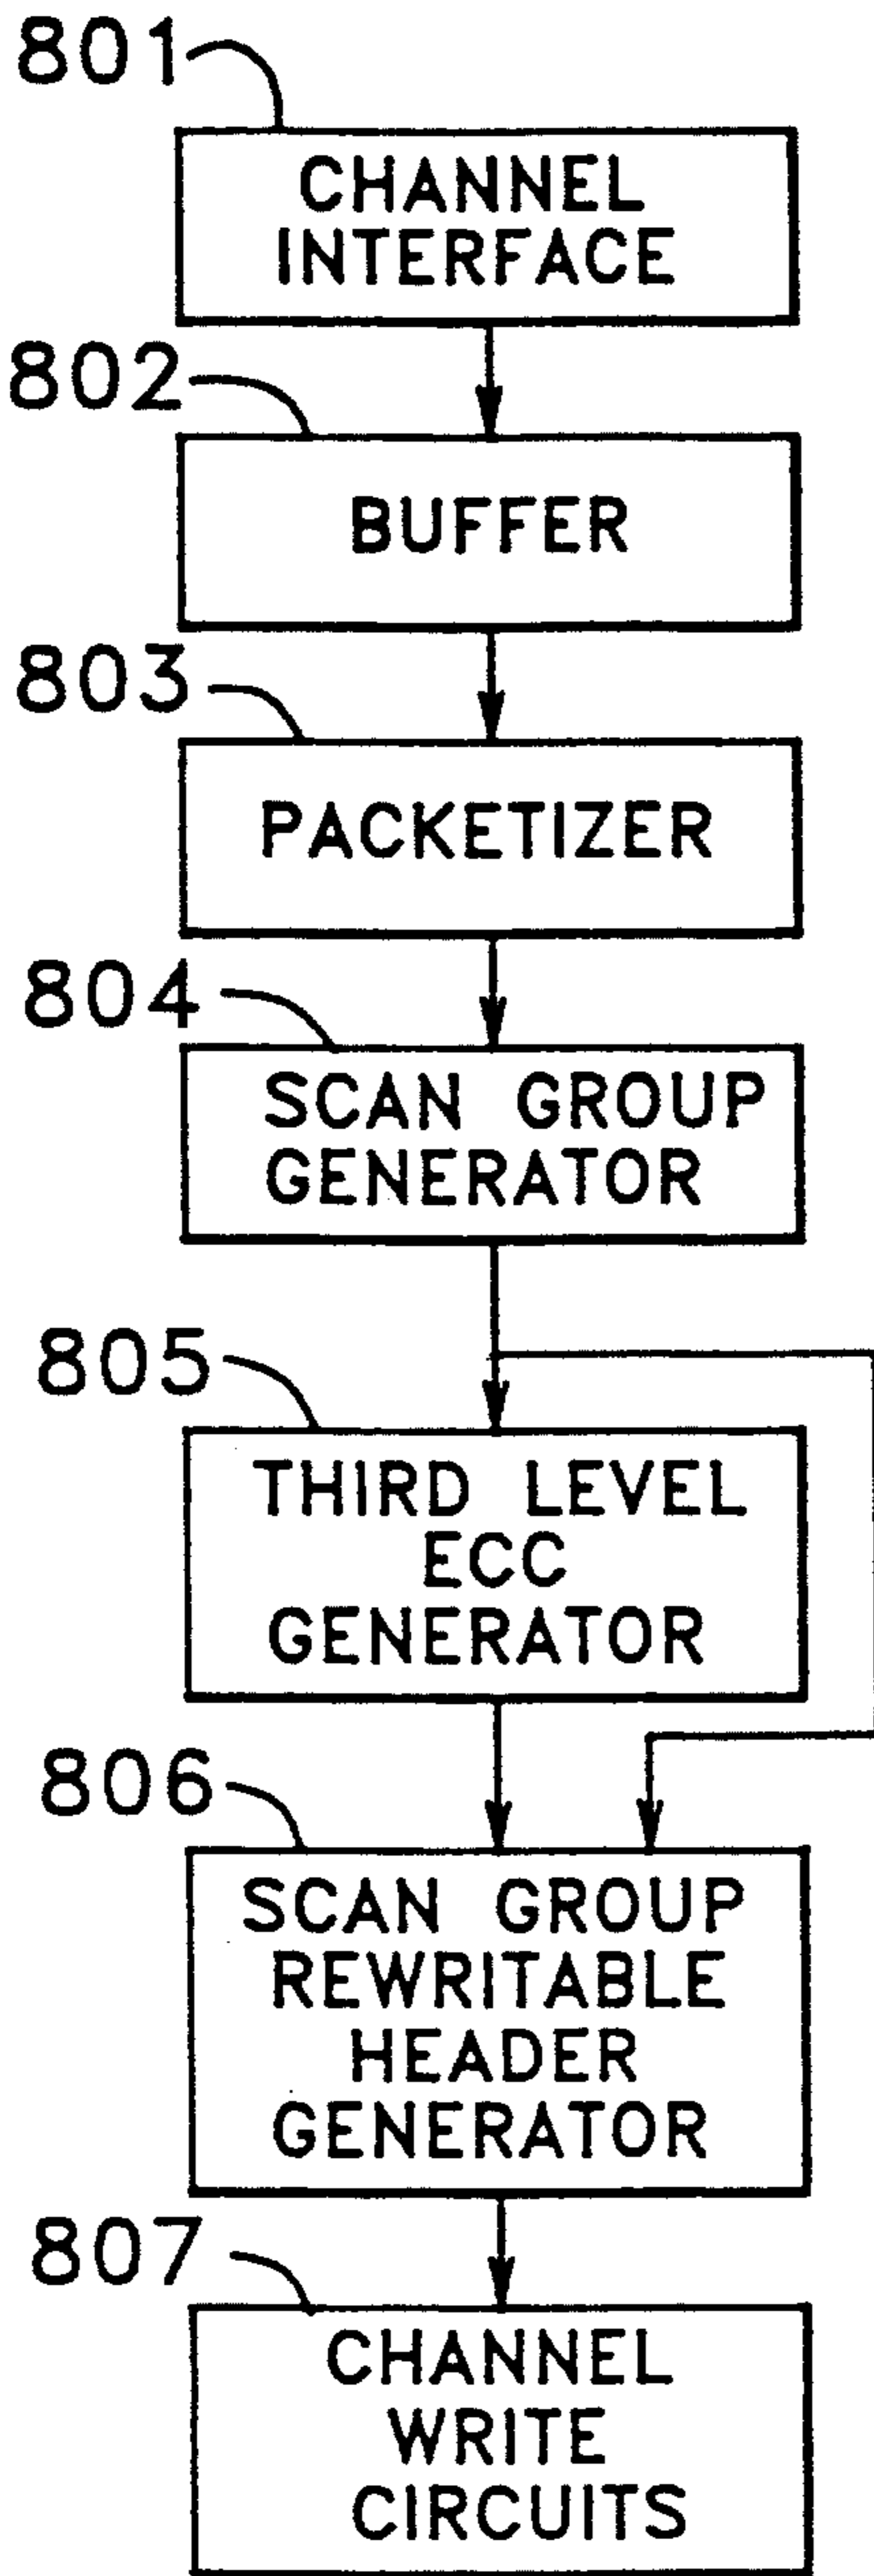 801
CHANNEL
INTERFACE
802
BUFFER
803
PACKETIZER
804
SCAN GROUP
GENERATOR
805
THIRD LEVEL
ECC
GENERATOR
806
SCAN GROUP
REWRITABLE
HEADER
GENERATOR
807
CHANNEL
WRITE
CIRCUITS